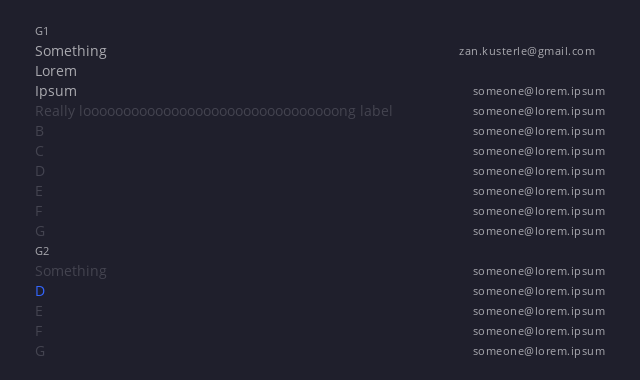 G1
Something zan.kusterle@gmail.com
Lorem
Ipsum someone@lorem.ipsum
Really looooooooooooooooooooooooooooooooong label someone@lorem.ipsum
B someone@lorem.ipsum
C someone@lorem.ipsum
D someone@lorem.ipsum
E someone@lorem.ipsum
F someone@lorem.ipsum
G someone@lorem.ipsum
G2
Something someone@lorem.ipsum
D someone@lorem.ipsum
E someone@lorem.ipsum
F someone@lorem.ipsum
G someone@lorem.ipsum